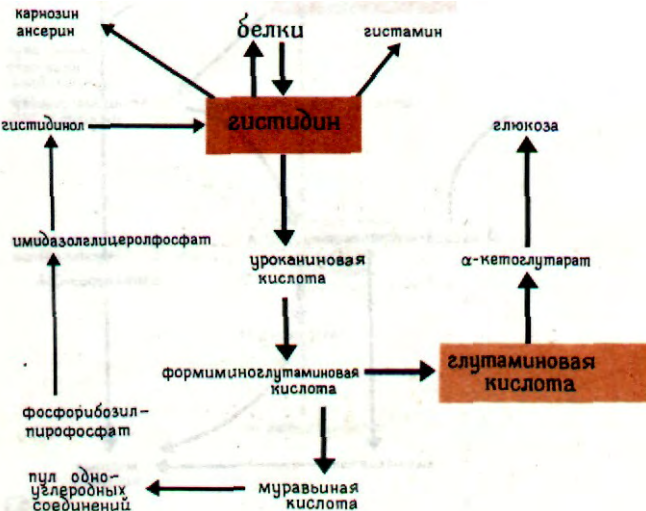 карнозин
ансерин
белки
гистамин
гистидинол
гистидин
глюкоза
имидазолглицеролфосфат
уроканиновая
кислота
α-кетоглутарат
формиминоглутаминовая
кислота
глутаминовая
кислота
фосфорибозил-
пирофосфат
пул одно-
углеродных
соединений
муравьиная
кислота